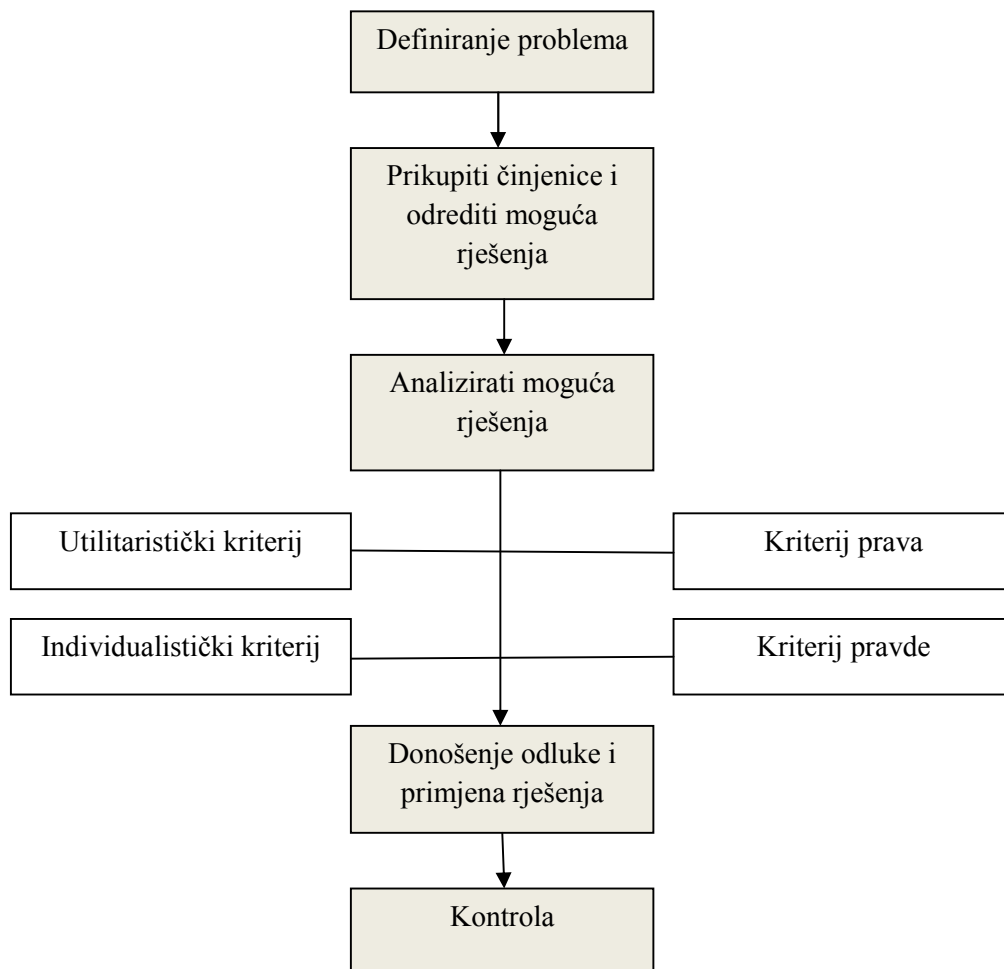 Definiranje problema
Prikupiti činjenice i
odrediti moguća
rješenja
Analizirati moguća
rješenja
Utilitaristički kriterij
Kriterij prava
Individualistički kriterij
Kriterij pravde
Donošenje odluke i
primjena rješenja
Kontrola